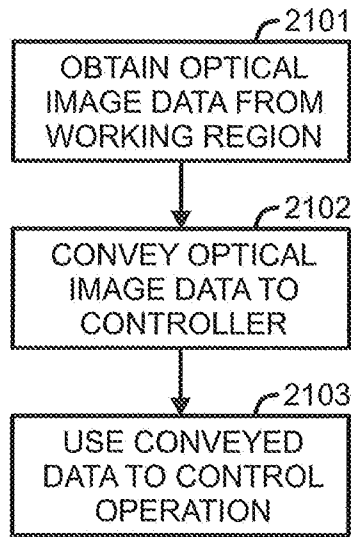 2101
OBTAIN OPTICAL
IMAGE DATA FROM
WORKING REGION
2102
CONVEY OPTICAL
IMAGE DATA TO
CONTROLLER
2103
USE CONVEYED
DATA TO CONTROL
OPERATION